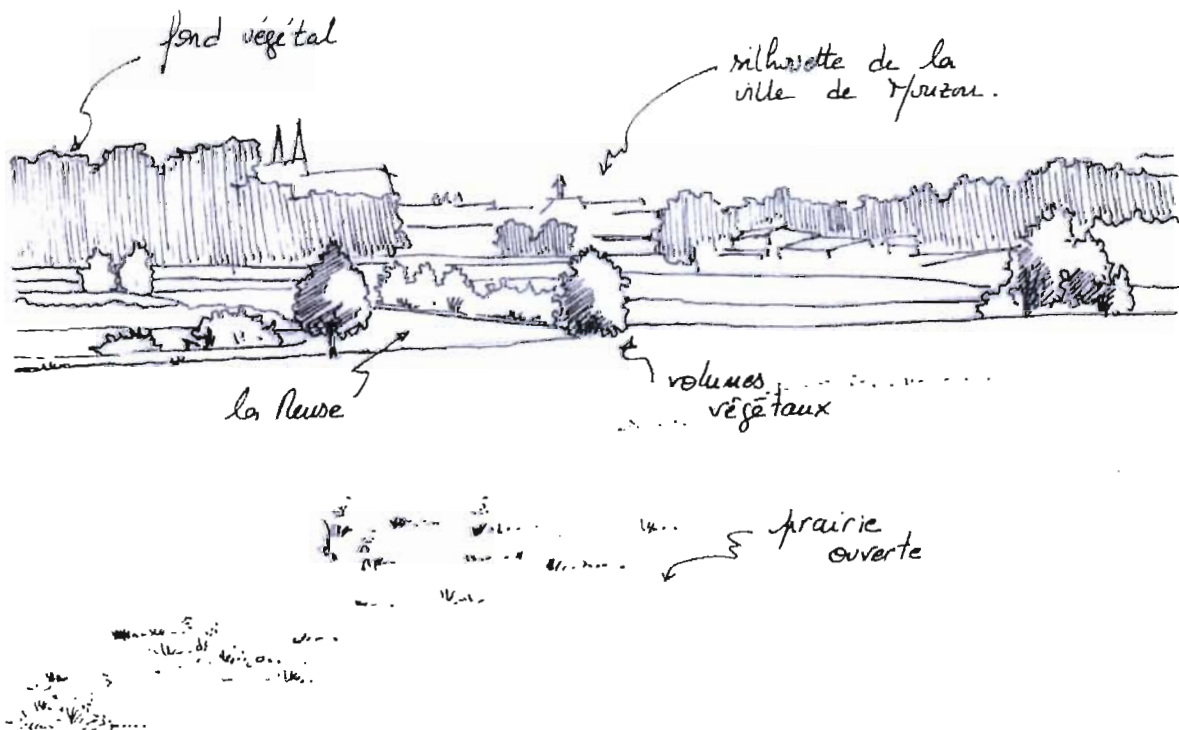 fond végétal
silhouette de la
ville de Mouzon.
la Meuse
volumes
végétaux
prairie
ouverte